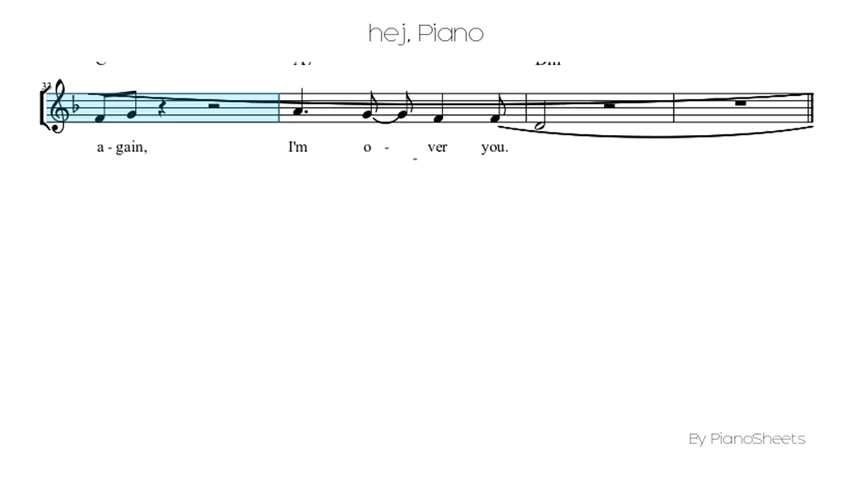 hej, Piano
a - gain, I'm o - - ver you.
By PianoSheets